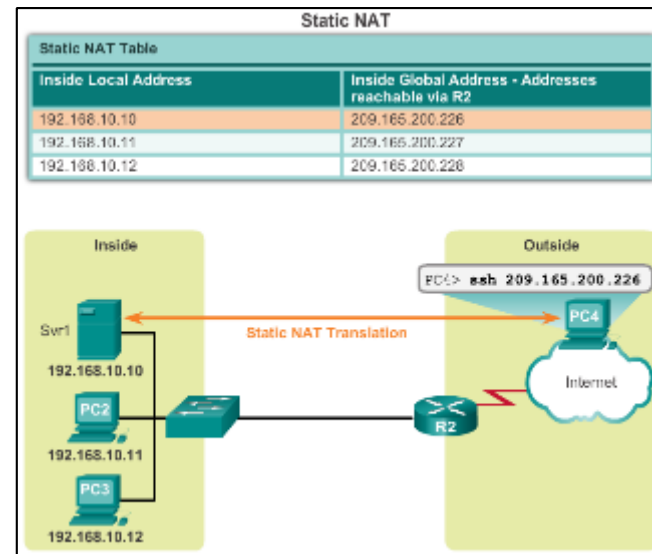 Static NAT
Static NAT Table
Inside Local Address
Inside Global Address - Addresses
reachable via R2
192.168.10.10
209.165.200.226
192.168.10.11
209.165.200.227
192.168.10.12
209.165.200.228
Inside
Outside
PC4> ssh 209.165.200.226
Svr1
PC4
Static NAT Translation
192.168.10.10
Internet
PC2
R2
192.168.10.11
PC3
192.168.10.12